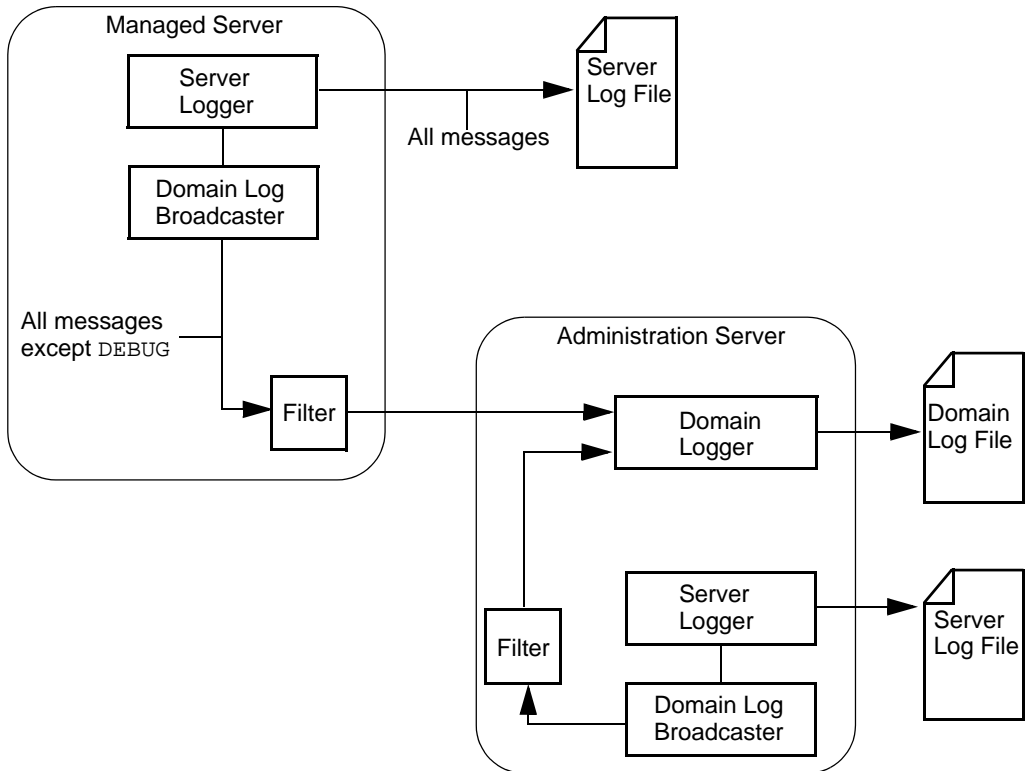 Managed Server
Server
Logger
Server
Log File
All messages
Domain Log
Broadcaster
All messages
except DEBUG
Filter
Administration Server
Domain
Logger
Domain
Log File
Server
Logger
Server
Log File
Filter
Domain Log
Broadcaster